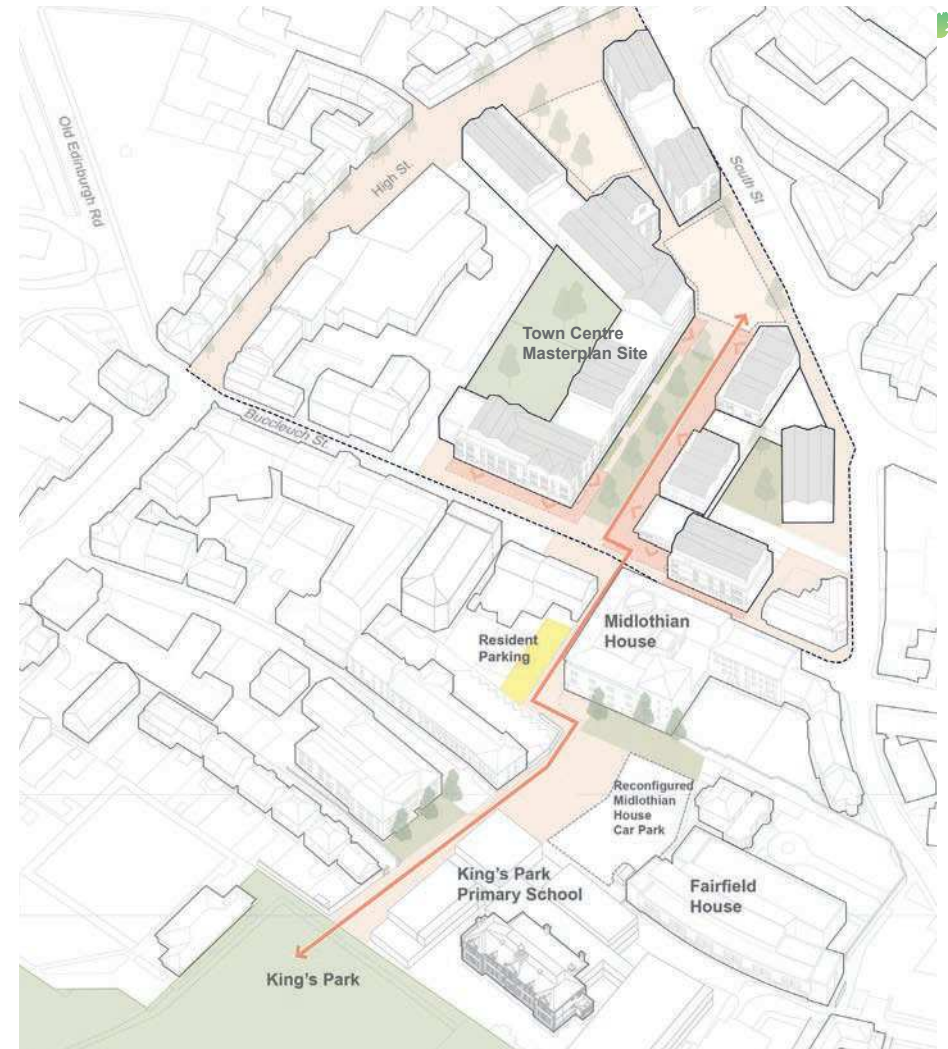 Old Edinburgh Rd
High St.
South St
Town Centre
Masterplan Site
Buccleuch St.
Midlothian
House
Resident
Parking
Reconfigured
Midlothian
House
Car Park
King's Park
Primary School
Fairfield
House
King's Park